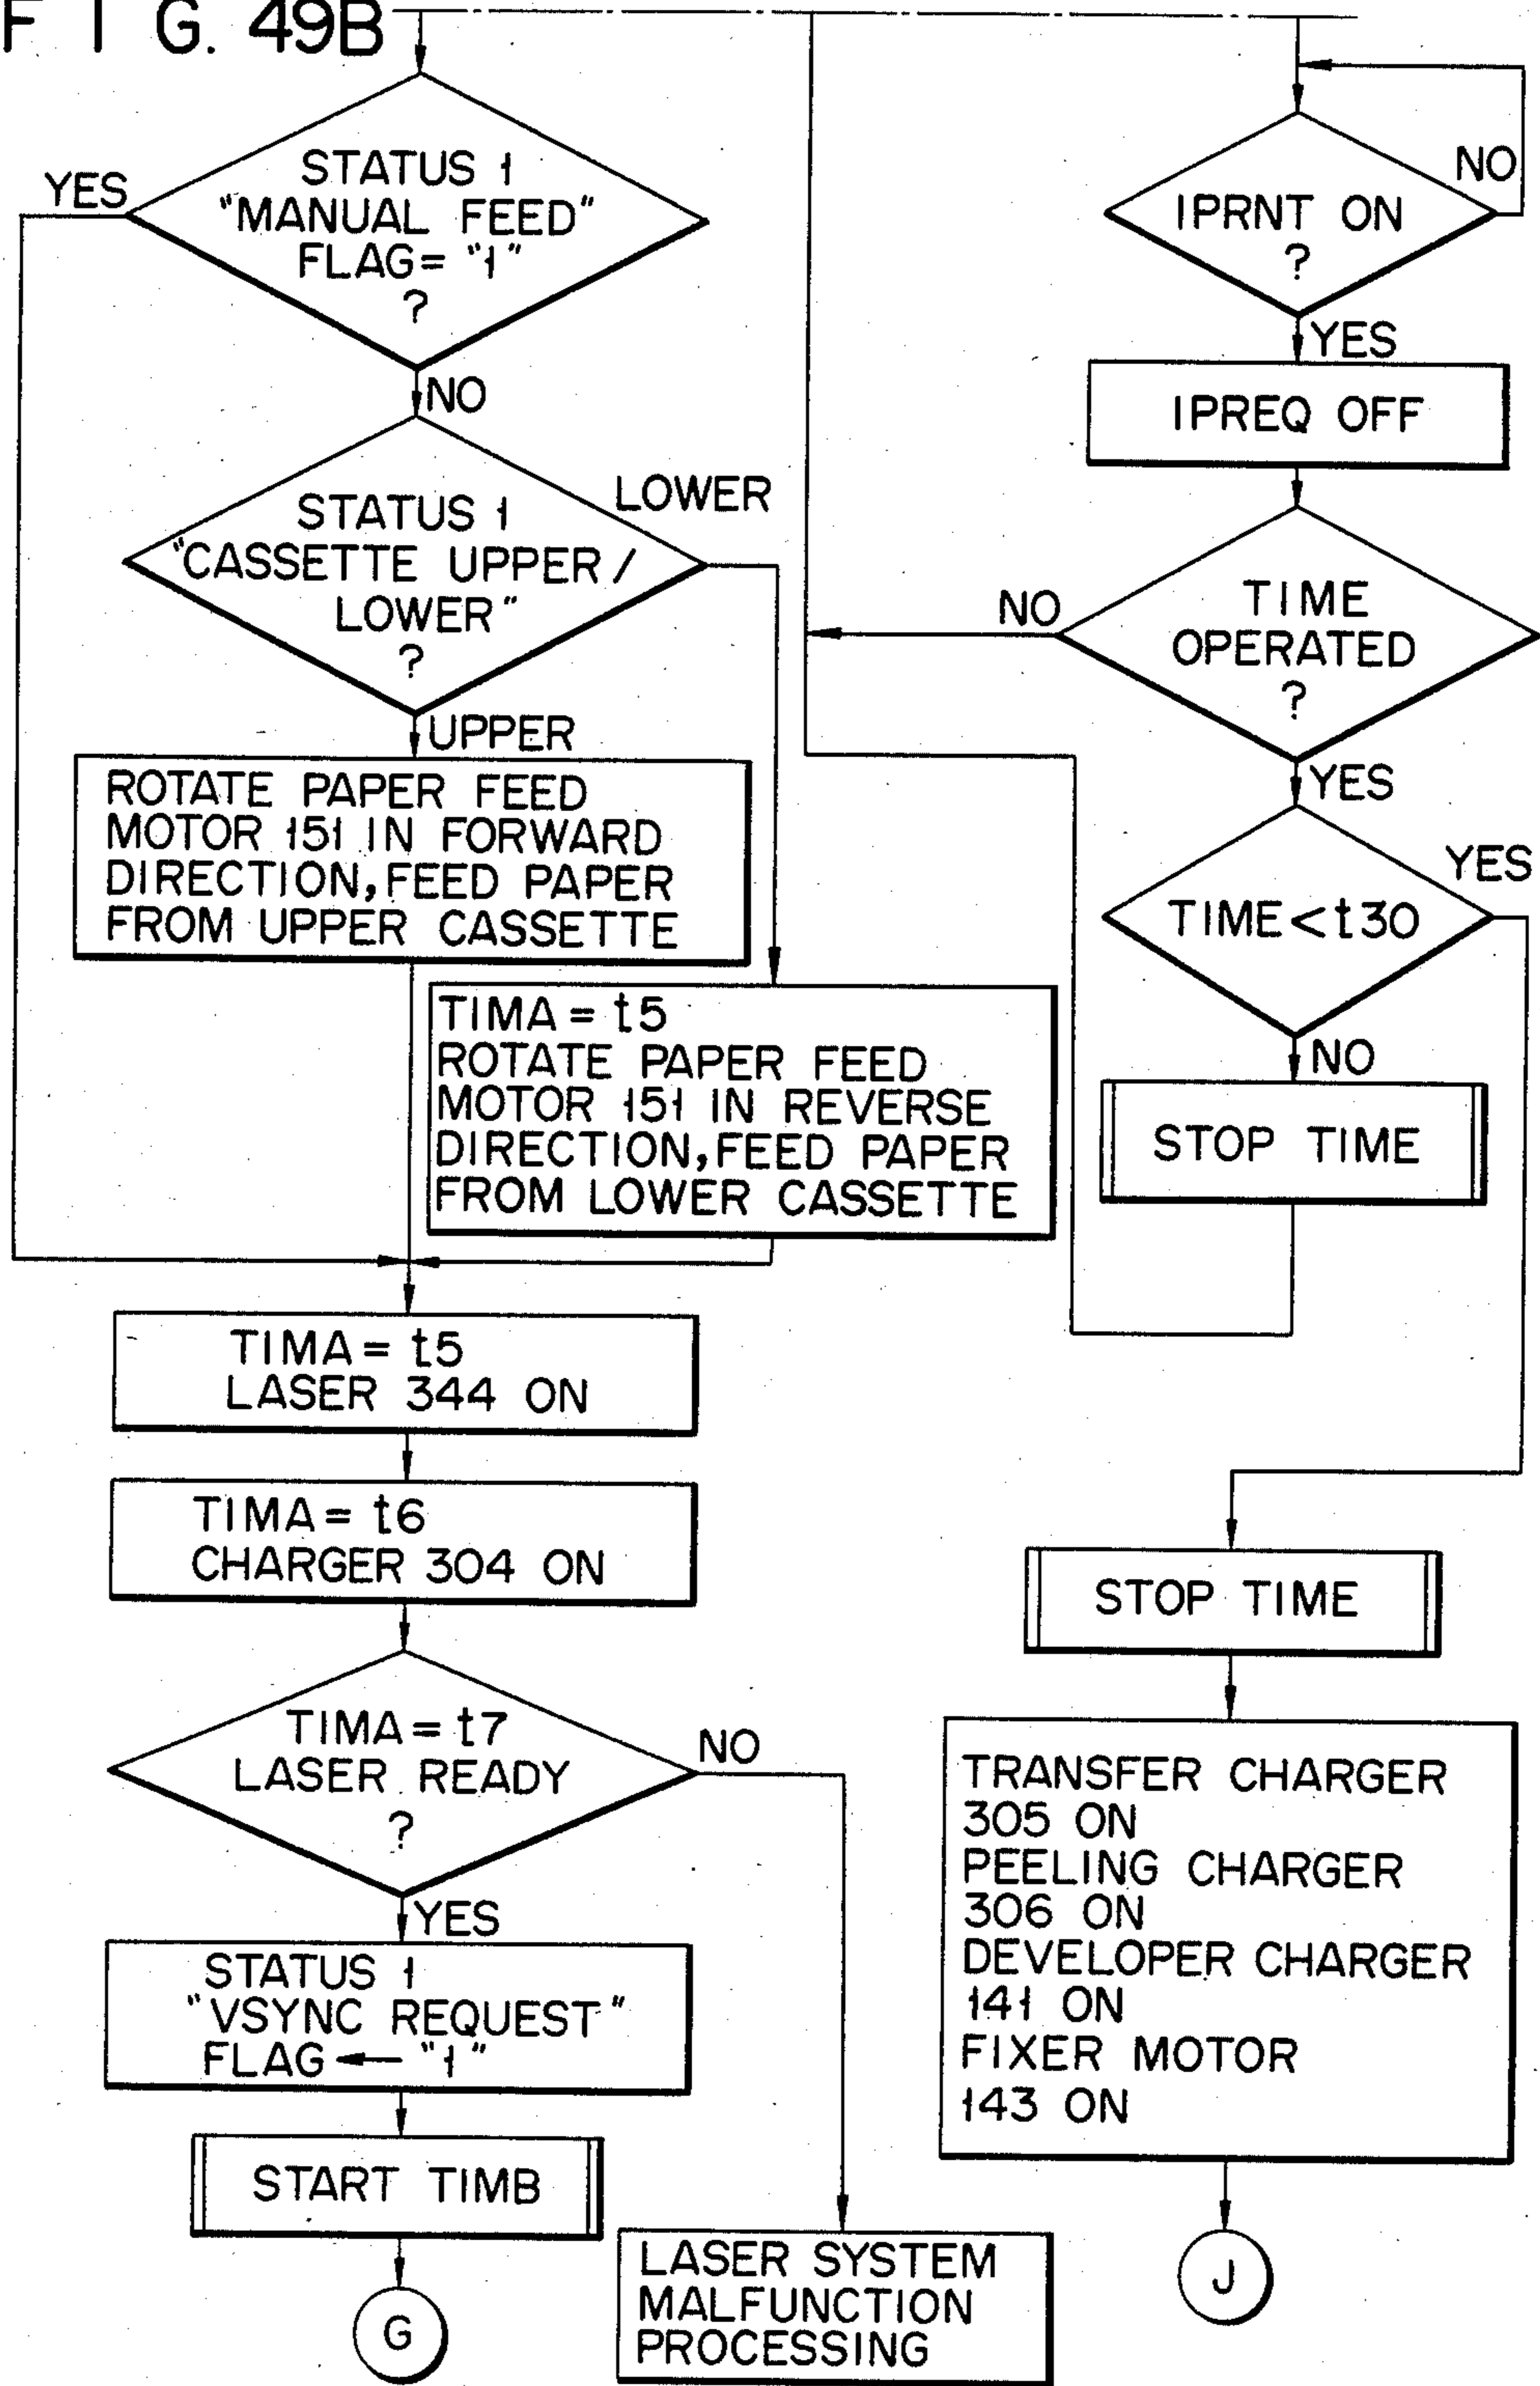 FIG. 49B
STATUS 1
"MANUAL FEED"
FLAG= "1"
?
YES
NO
STATUS 1
"CASSETTE UPPER/
LOWER"
?
LOWER
UPPER
ROTATE PAPER FEED
MOTOR 151 IN FORWARD
DIRECTION, FEED PAPER
FROM UPPER CASSETTE
TIMA = t5
ROTATE PAPER FEED
MOTOR 151 IN REVERSE
DIRECTION, FEED PAPER
FROM LOWER CASSETTE
TIMA = t5
LASER 344 ON
TIMA = t6
CHARGER 304 ON
TIMA = t7
LASER READY
?
NO
YES
STATUS 1
"VSYNC REQUEST"
FLAG ← "1"
START TIMB
G
LASER SYSTEM
MALFUNCTION
PROCESSING
IPRNT ON
?
NO
YES
IPREQ OFF
TIME
OPERATED
?
NO
YES
TIME < t30
YES
NO
STOP TIME
STOP TIME
TRANSFER CHARGER
305 ON
PEELING CHARGER
306 ON
DEVELOPER CHARGER
141 ON
FIXER MOTOR
143 ON
J